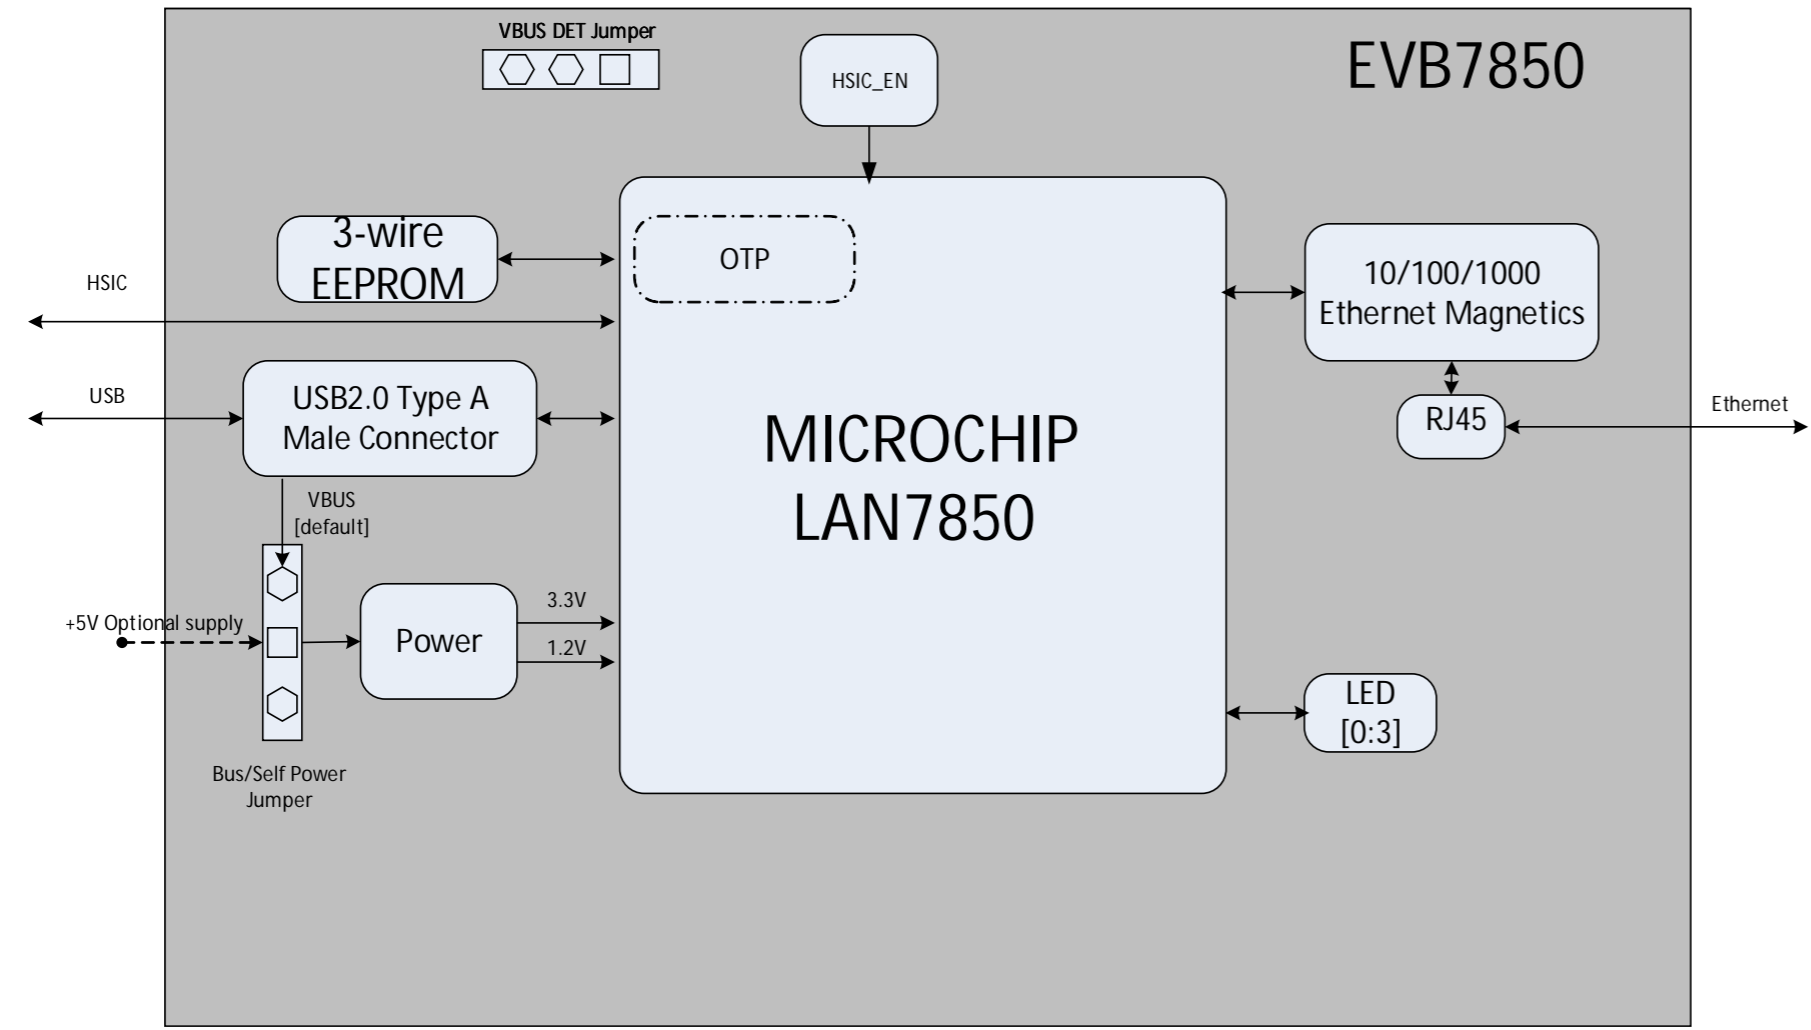 VBUS DET Jumper
EVB7850
HSIC_EN
3-wire
EEPROM
OTP
HSIC
10/100/1000
Ethernet Magnetics
USB
USB2.0 Type A
Male Connector
MICROCHIP
LAN7850
RJ45
Ethernet
VBUS
[default]
+5V Optional supply
Power
3.3V
1.2V
LED
[0:3]
Bus/Self Power
Jumper